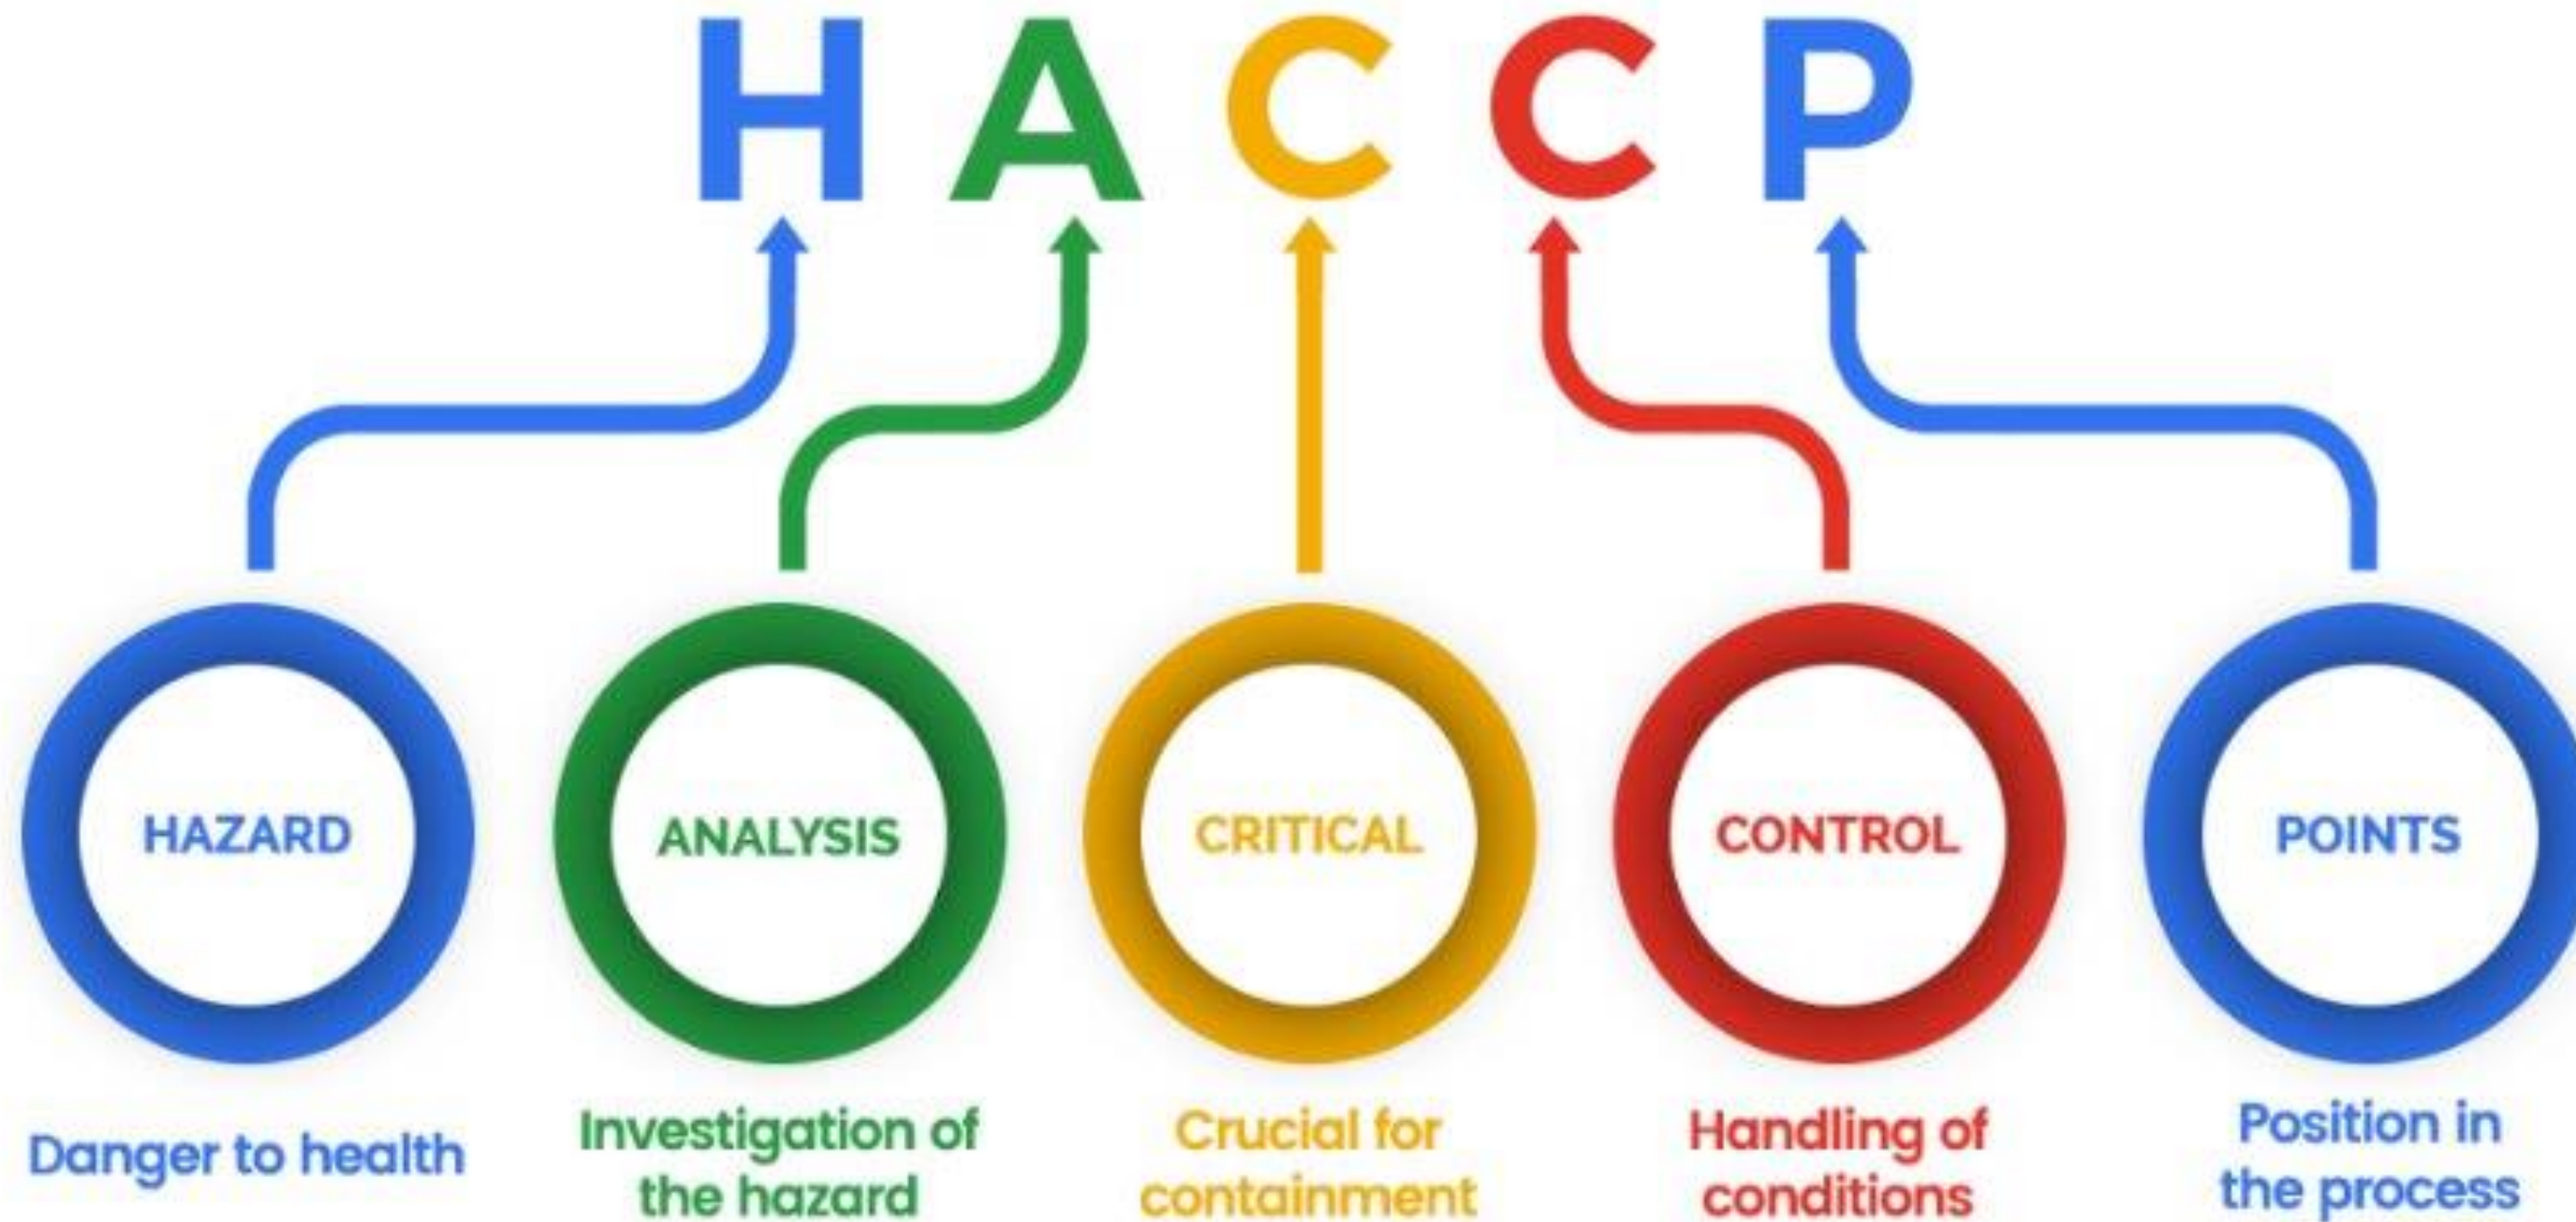 H A C C P
HAZARD
ANALYSIS
CRITICAL
CONTROL
POINTS
Danger to health
Investigation of
the hazard
Crucial for
containment
Handling of
conditions
Position in
the process